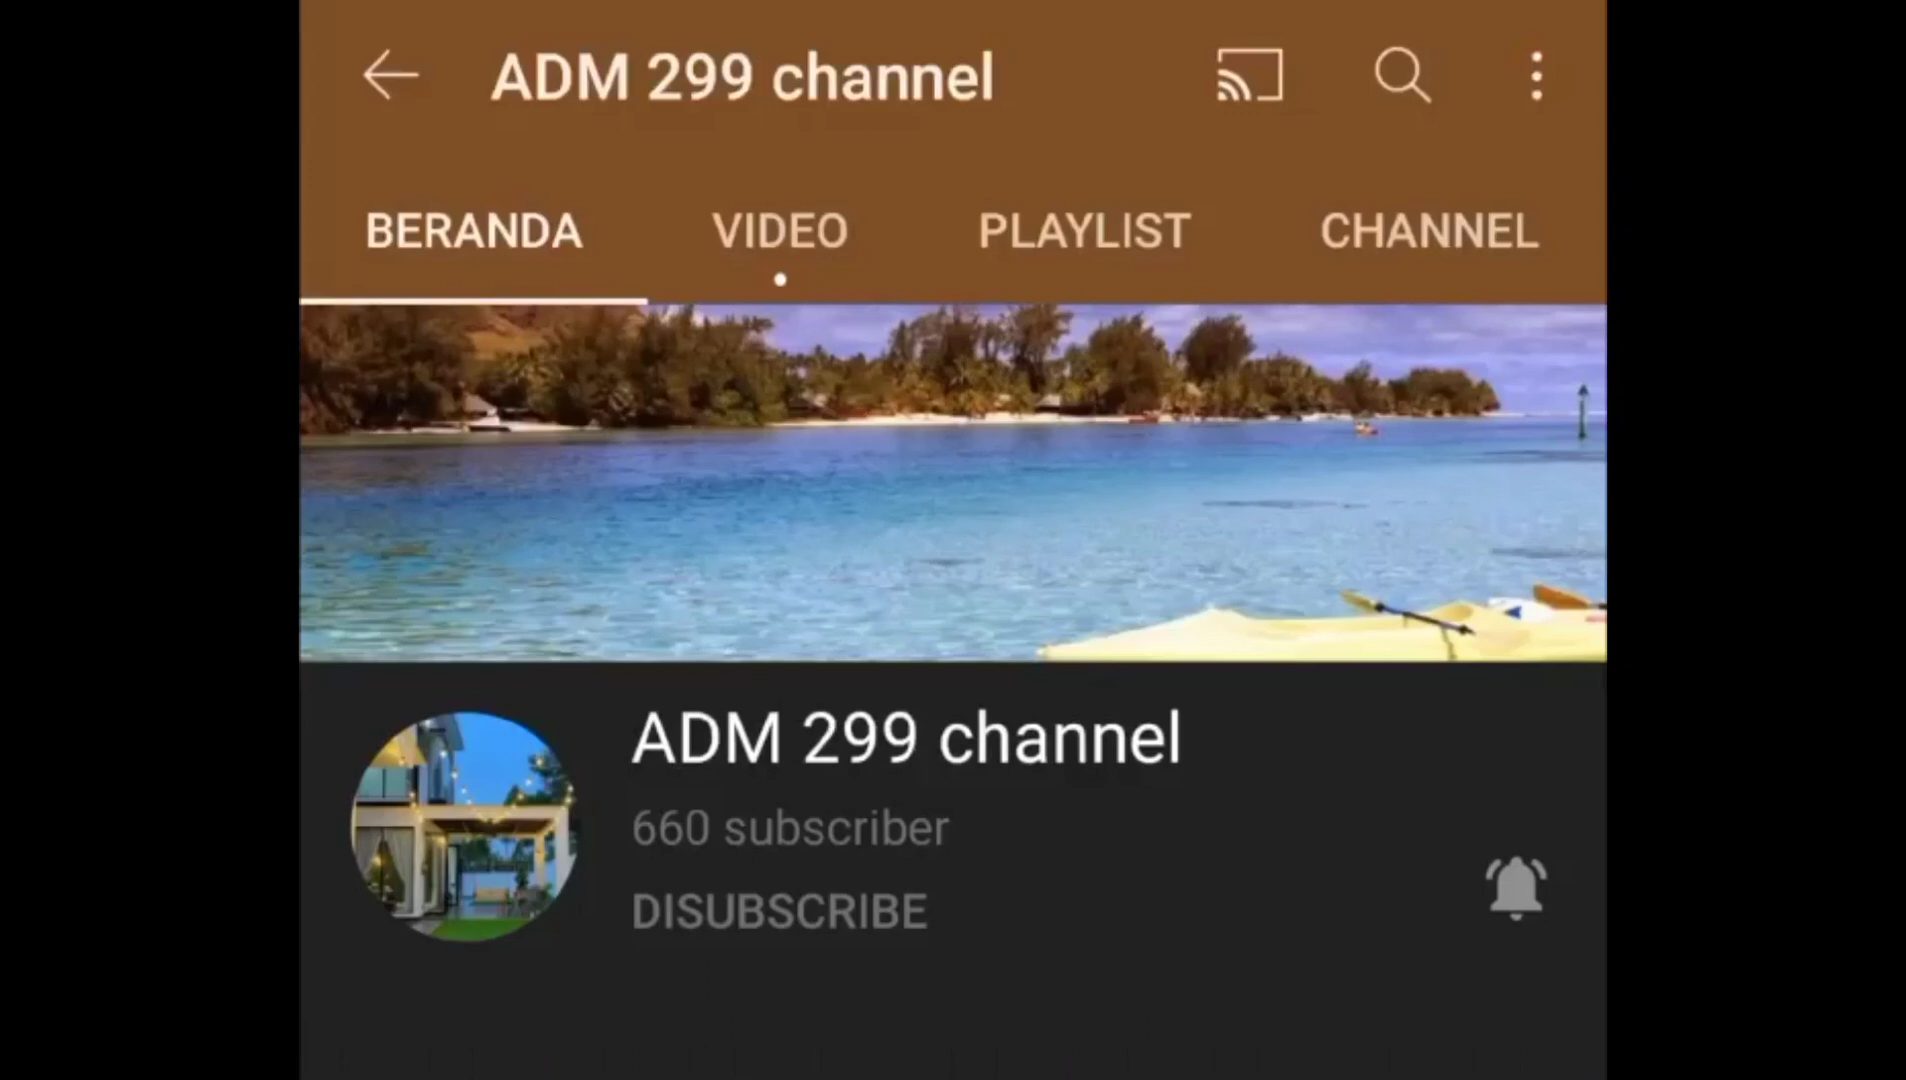 ADM 299 channel
BERANDA VIDEO PLAYLIST CHANNEL
ADM 299 channel
660 subscriber
DISUBSCRIBE